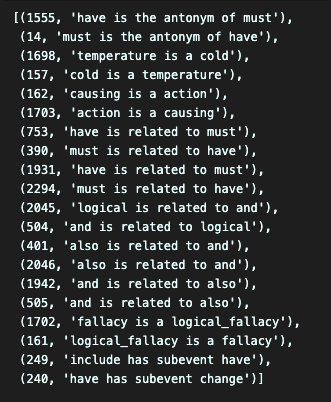 [(1555, 'have is the antonym of must'),
(14, 'must is the antonym of have'),
(1698, 'temperature is a cold'),
(157, 'cold is a temperature'),
(162, 'causing is a action'),
(1703, 'action is a causing'),
(753, 'have is related to must'),
(390, 'must is related to have'),
(1931, 'have is related to must'),
(2294, 'must is related to have'),
(2045, 'logical is related to and'),
(504, 'and is related to logical'),
(401, 'also is related to and'),
(2046, 'also is related to and'),
(1942, 'and is related to also'),
(505, 'and is related to also'),
(1702, 'fallacy is a logical_fallacy'),
(161, 'logical_fallacy is a fallacy'),
(249, 'include has subevent have'),
(240, 'have has subevent change')]